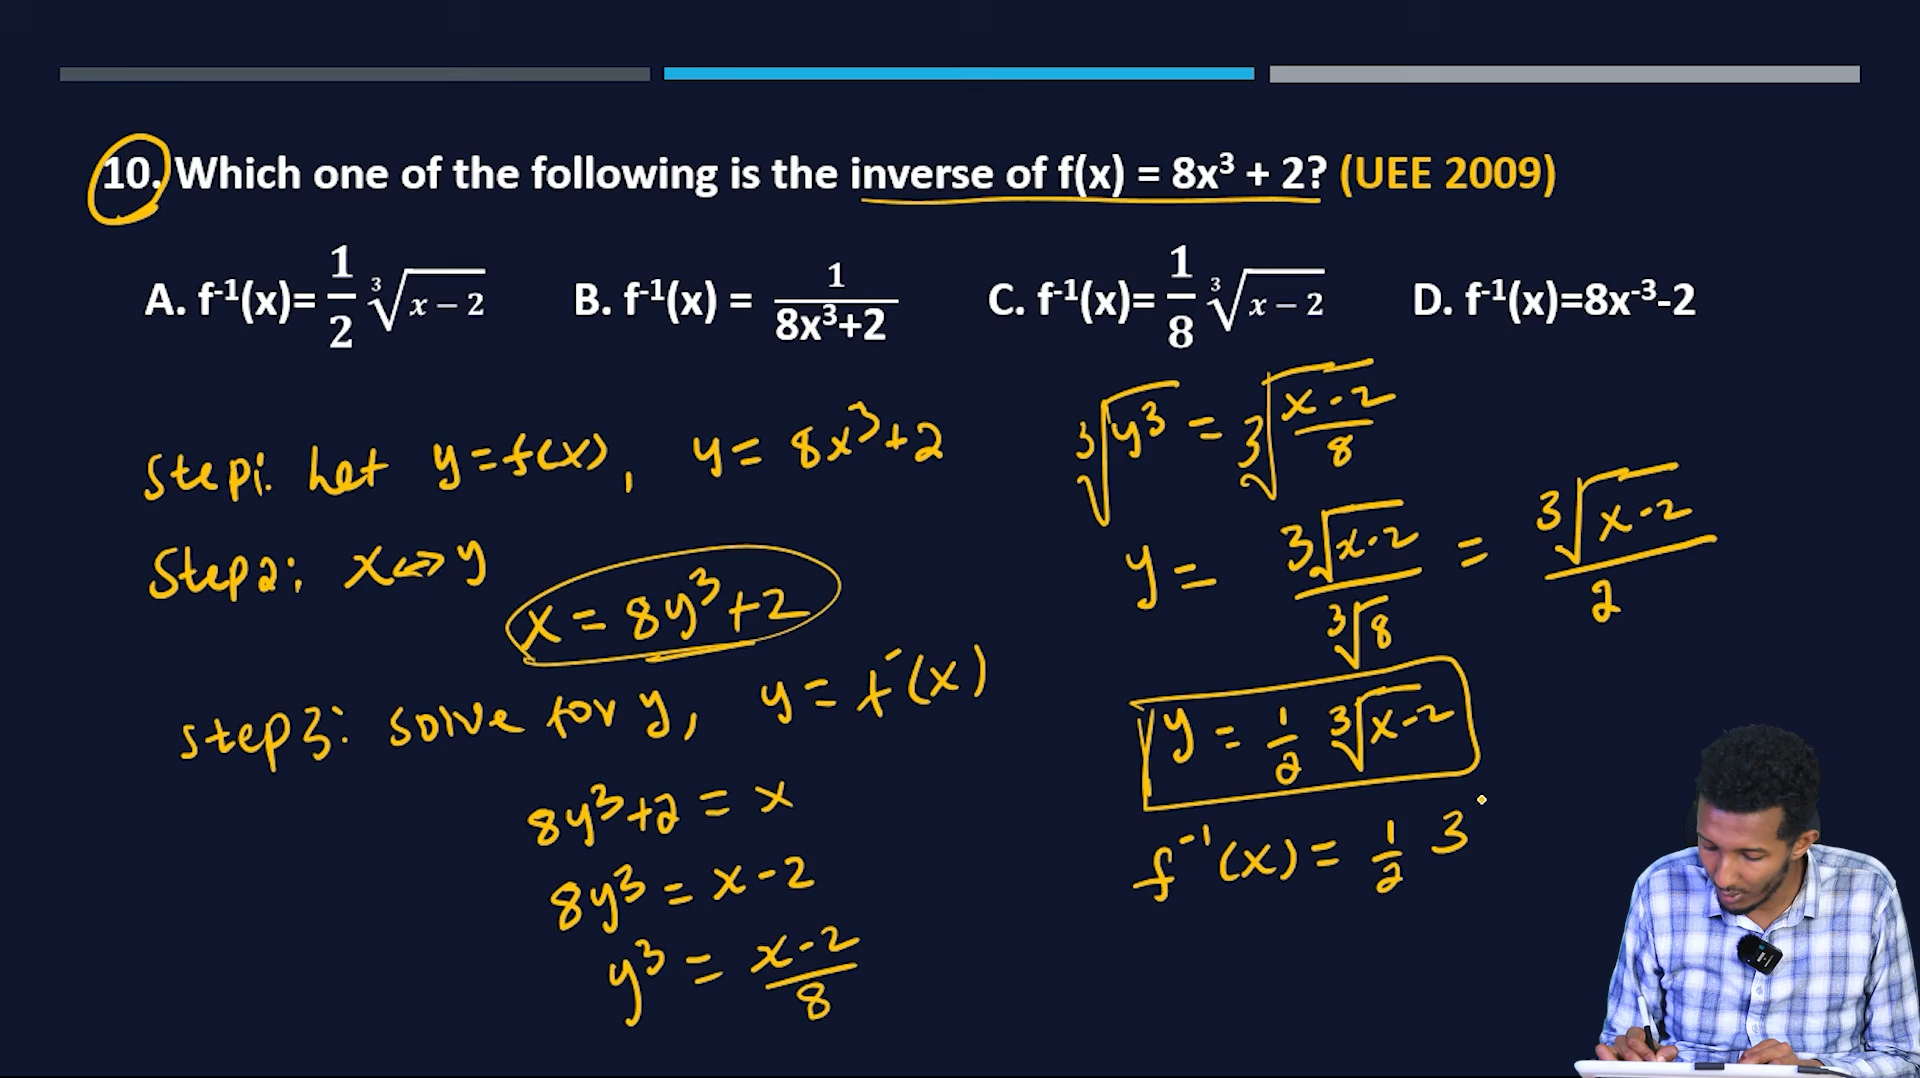 10. Which one of the following is the inverse of f(x) = 8x³ + 2? (UEE 2009)
A. f⁻¹(x)= 1/2 ∛(x − 2)   B. f⁻¹(x) = 1/(8x³+2)   C. f⁻¹(x)= 1/8 ∛(x − 2)   D. f⁻¹(x)=8x⁻³-2
Step1: Let y=f(x), y= 8x³+2
Step2: x↔y
x = 8y³+2
Step3: solve for y, y = f⁻(x)
8y³+2 = x
8y³ = x-2
y³ = (x-2)/8
∛(y³) = ∛((x-2)/8)
y = ∛(x-2)/∛8 = ∛(x-2)/2
y = 1/2 ∛(x-2)
f⁻¹(x) = 1/2 3